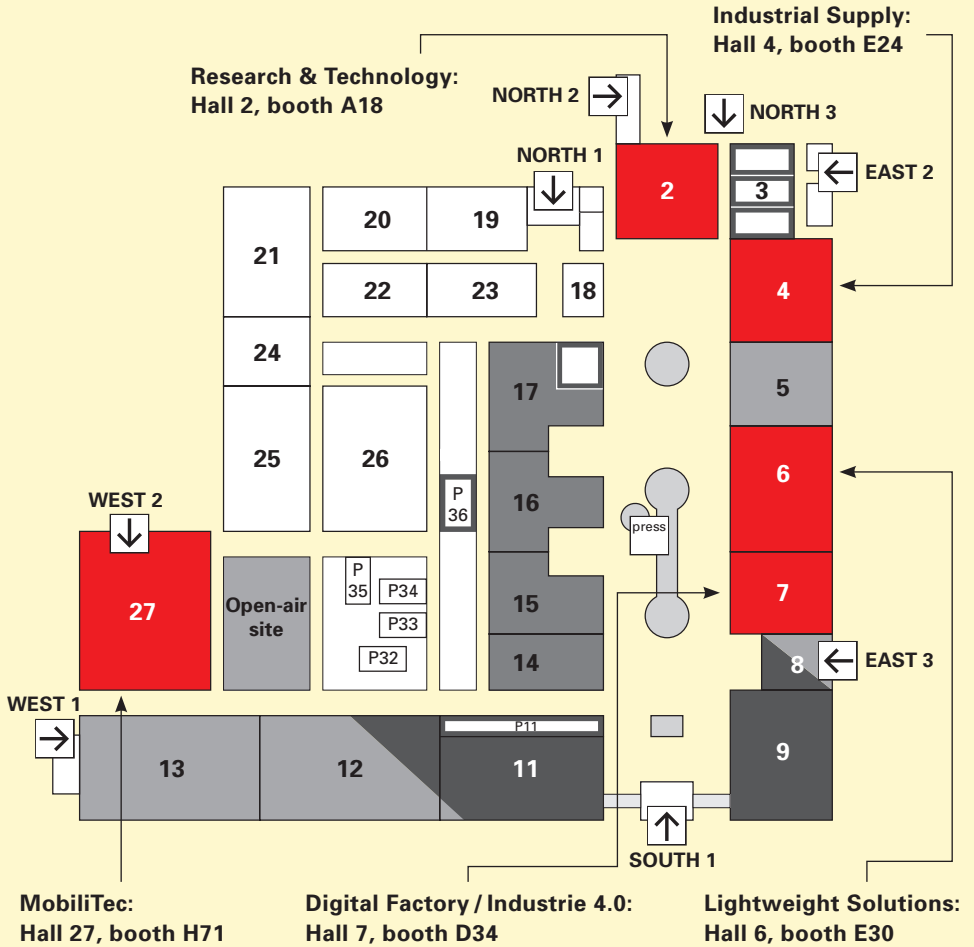 Industrial Supply:
Hall 4, booth E24
Research & Technology:
Hall 2, booth A18
NORTH 2
NORTH 3
NORTH 1
EAST 2
2
3
20
19
21
4
22
23
18
24
17
5
25
26
6
WEST 2
P
36
16
press
27
Open-air
site
P
35
P34
P33
P32
15
7
14
8
EAST 3
WEST 1
P11
13
12
11
9
SOUTH 1
MobiliTec:
Hall 27, booth H71
Digital Factory / Industrie 4.0:
Hall 7, booth D34
Lightweight Solutions:
Hall 6, booth E30